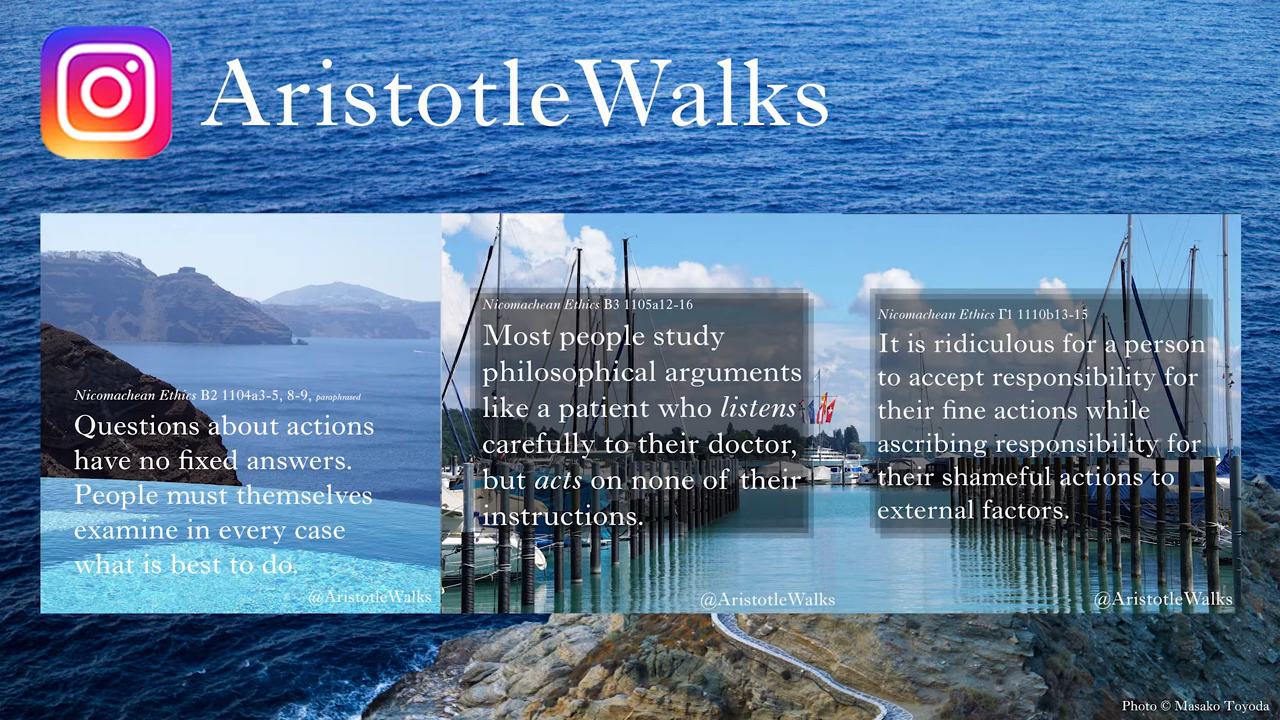 AristotleWalks
Nicomachean Ethics B2 1104a3-5, 8-9, paraphrased
Questions about actions
have no fixed answers.
People must themselves
examine in every case
what is best to do.
@AristotleWalks
Nicomachean Ethics B3 1105a12-16
Most people study
philosophical arguments
like a patient who listens
carefully to their doctor,
but acts on none of their
instructions.
@AristotleWalks
Nicomachean Ethics Γ1 1110b13-15
It is ridiculous for a person
to accept responsibility for
their fine actions while
ascribing responsibility for
their shameful actions to
external factors.
@AristotleWalks
Photo © Masako Toyoda